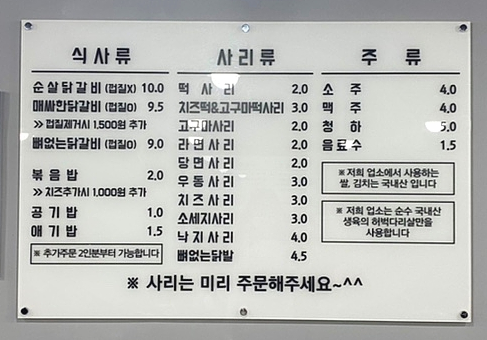 식사류
순살닭갈비 (껍질X) 10.0
매싸한닭갈비 (껍질O) 9.5
>> 껍질제거시 1,500원 추가
뼈없는닭갈비 (껍질O) 9.0
볶음밥 2.0
>> 치즈추가시 1,000원 추가
공기밥 1.0
애기밥 1.5
※ 추가주문 2인분부터 가능합니다
사리류
떡사리 2.0
치즈떡&고구마떡사리 3.0
고구마사리 2.0
라면사리 2.0
당면사리 2.0
우동사리 3.0
치즈사리 3.0
소세지사리 3.0
낙지사리 4.0
뼈없는닭발 4.5
주류
소주 4.0
맥주 4.0
청하 5.0
음료수 1.5
※ 저희 업소에서 사용하는
쌀, 김치는 국내산 입니다
※ 저희 업소는 순수 국내산
생육의 허벅다리살만을
사용합니다
※ 사리는 미리 주문해주세요~^^